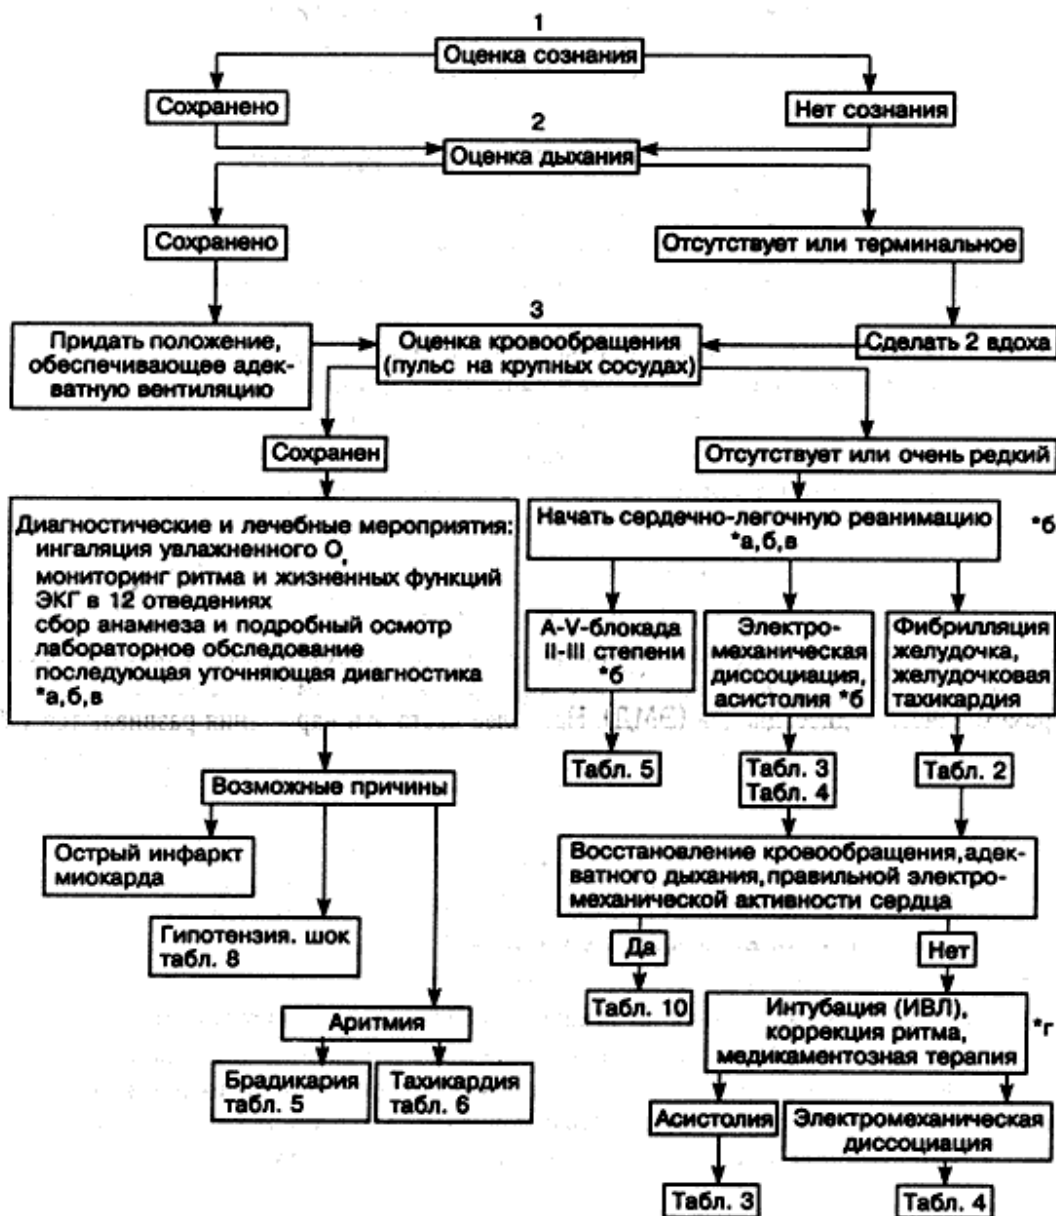 1
Оценка сознания
Сохранено
Нет сознания
2
Оценка дыхания
Сохранено
Отсутствует или терминальное
3
Придать положение,
обеспечивающее адек-
ватную вентиляцию
Оценка кровообращения
(пульс на крупных сосудах)
Сделать 2 вдоха
Сохранен
Отсутствует или очень редкий
Диагностические и лечебные мероприятия:
ингаляция увлажненного О,
мониторинг ритма и жизненных функций
ЭКГ в 12 отведениях
сбор анамнеза и подробный осмотр
лабораторное обследование
последующая уточняющая диагностика
*а,б,в
Начать сердечно-легочную реанимацию
*а,б,в
*б
A-V-блокада
II-III степени
*б
Электро-
механическая
диссоциация,
асистолия *б
Фибрилляция
желудочка,
желудочковая
тахикардия
Табл. 5
Табл. 3
Табл. 4
Табл. 2
Возможные причины
Острый инфаркт
миокарда
Гипотензия. шок
табл. 8
Аритмия
Брадикария
табл. 5
Тахикардия
табл. 6
Восстановление кровообращения,адек-
ватного дыхания,правильной электро-
механической активности сердца
Да
Нет
Табл. 10
Интубация (ИВЛ),
коррекция ритма,
медикаментозная терапия
*г
Асистолия
Электромеханическая
диссоциация
Табл. 3
Табл. 4